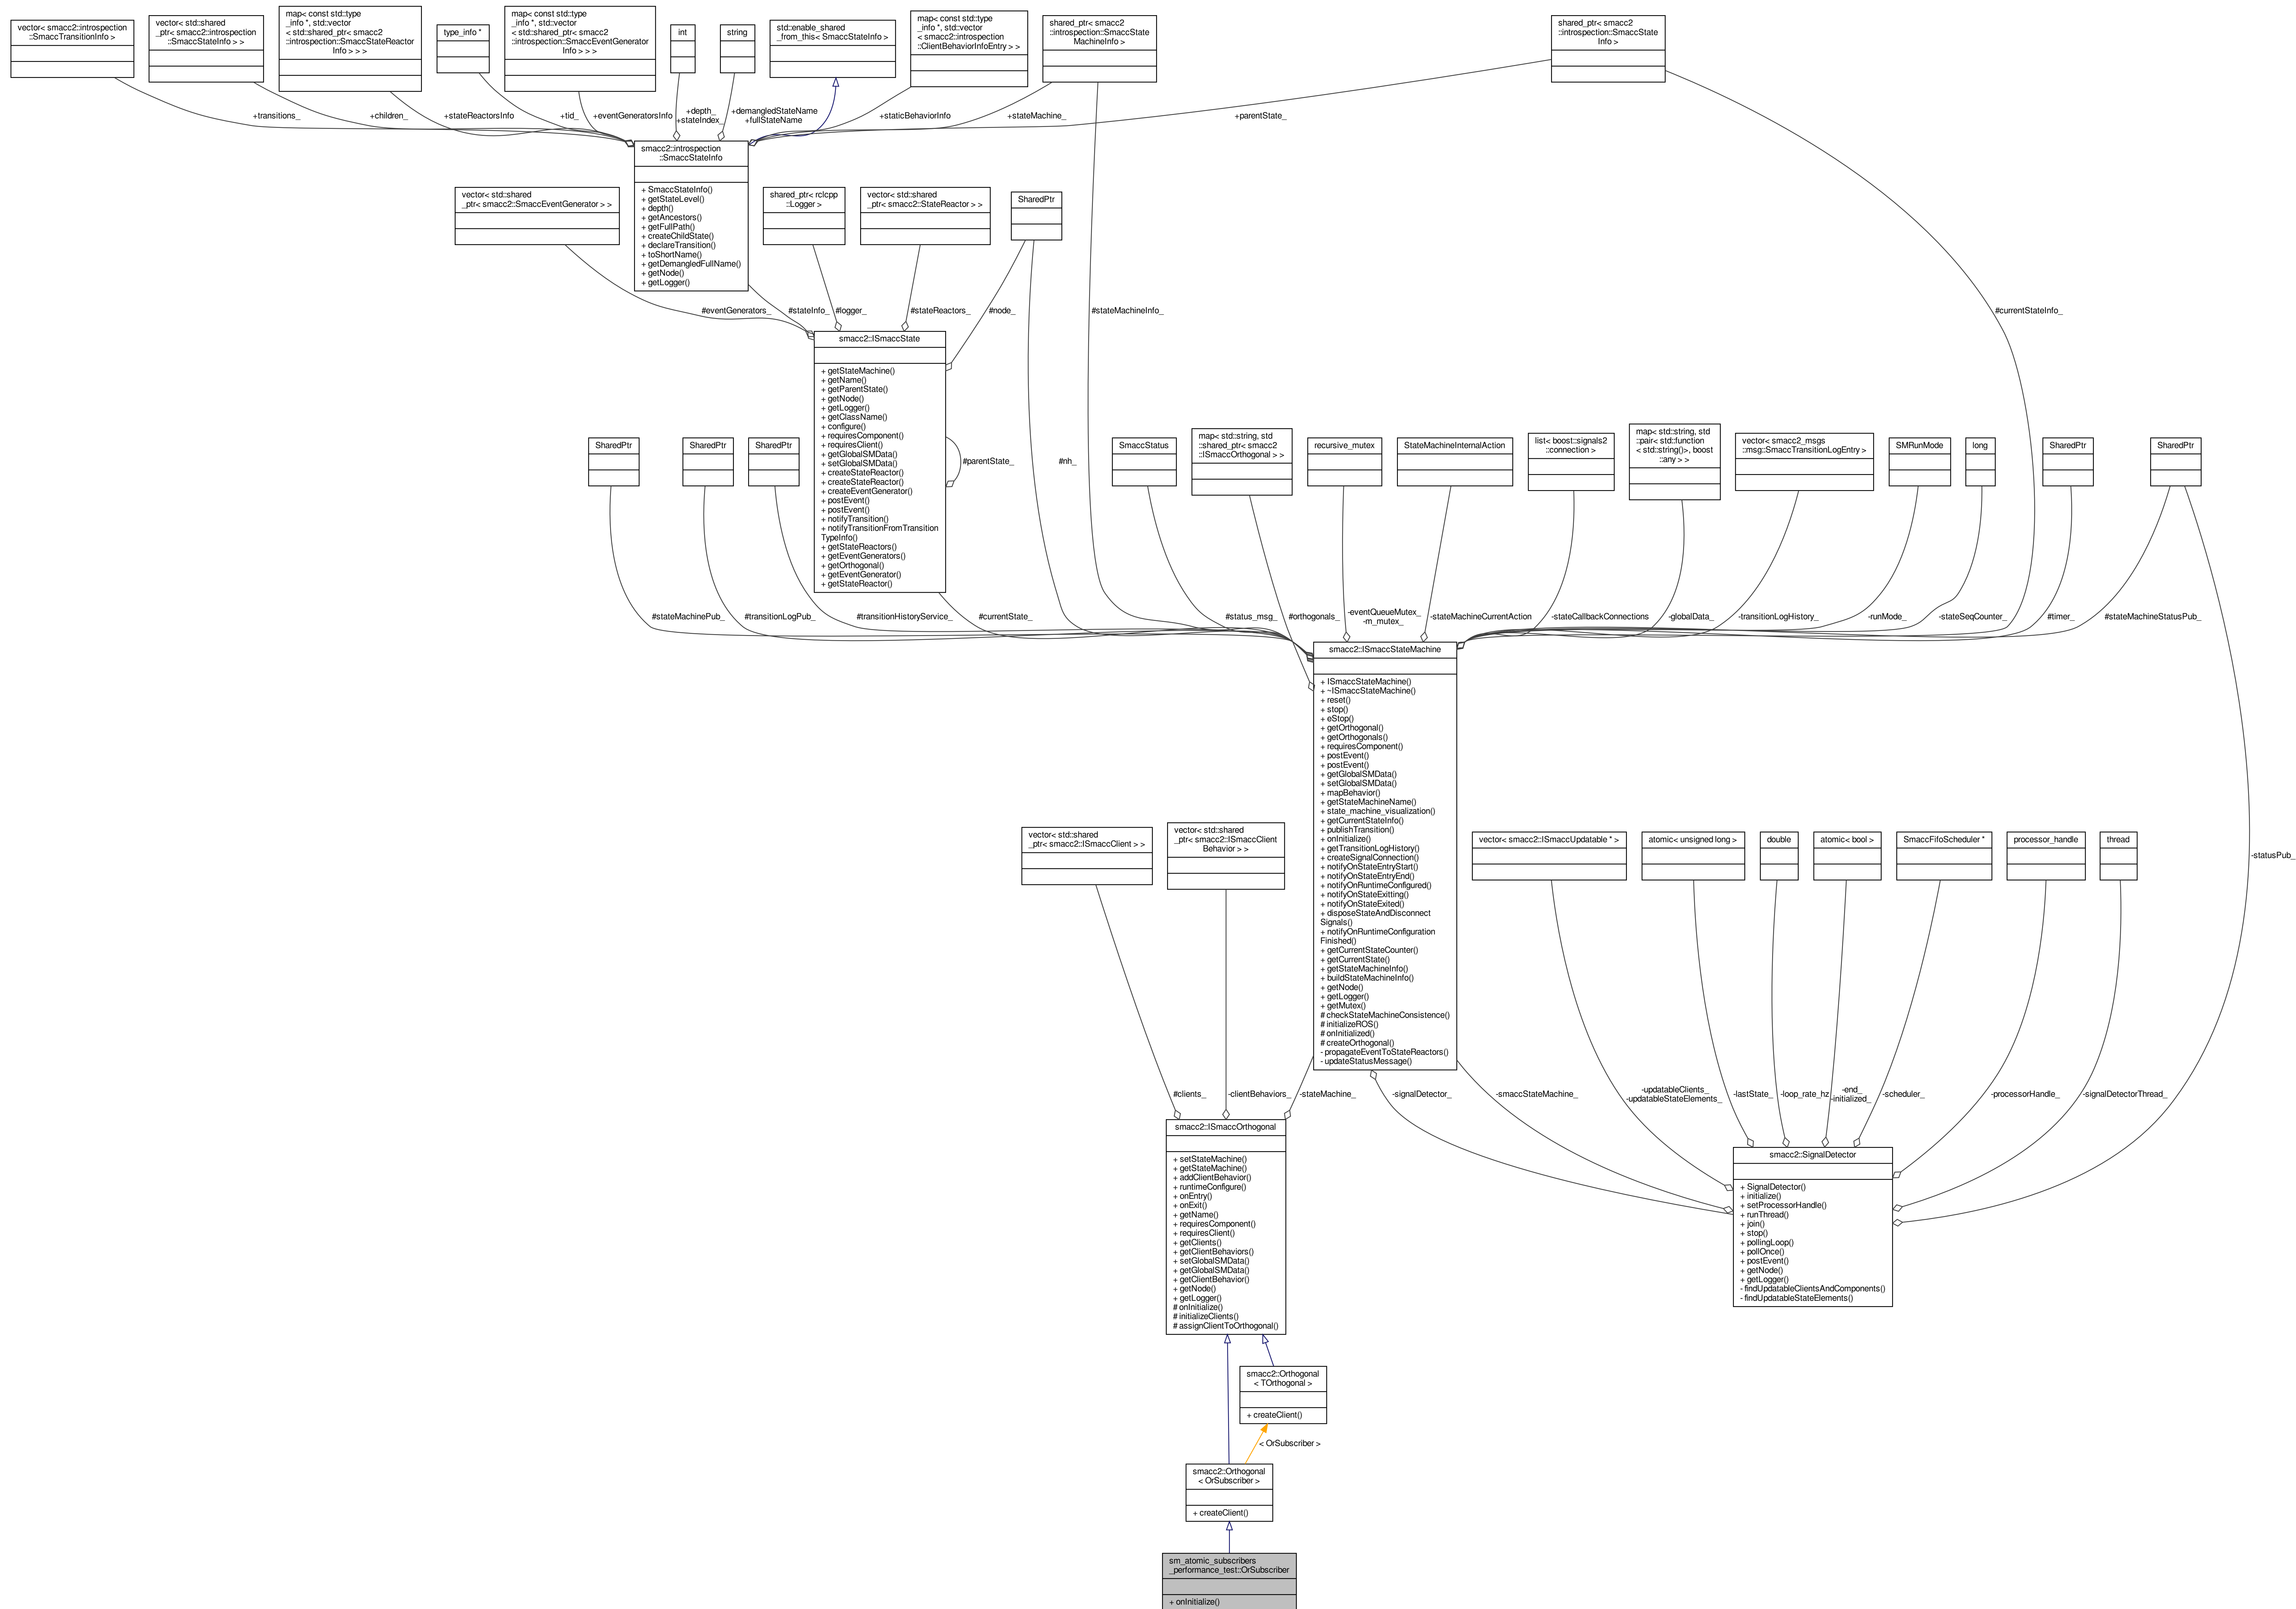 vector< smacc2::introspection
::SmaccTransitionInfo >
vector< std::shared
_ptr< smacc2::introspection
::SmaccStateInfo > >
map< const std::type
_info *, std::vector
< std::shared_ptr< smacc2
::introspection::SmaccStateReactor
Info > > >
type_info *
map< const std::type
_info *, std::vector
< std::shared_ptr< smacc2
::introspection::SmaccEventGenerator
Info > > >
int
string
std::enable_shared
_from_this< SmaccStateInfo >
map< const std::type
_info *, std::vector
< smacc2::introspection
::ClientBehaviorInfoEntry > >
shared_ptr< smacc2
::introspection::SmaccState
MachineInfo >
shared_ptr< smacc2
::introspection::SmaccState
Info >
+transitions_
+children_
+stateReactorsInfo
+tid_
+eventGeneratorsInfo
+depth_
+stateIndex_
+demangledStateName
+fullStateName
+staticBehaviorInfo
+stateMachine_
+parentState_
smacc2::introspection
::SmaccStateInfo
+ SmaccStateInfo()
+ getStateLevel()
+ depth()
+ getAncestors()
+ getFullPath()
+ createChildState()
+ declareTransition()
+ toShortName()
+ getDemangledFullName()
+ getNode()
+ getLogger()
vector< std::shared
_ptr< smacc2::SmaccEventGenerator > >
shared_ptr< rclcpp
::Logger >
vector< std::shared
_ptr< smacc2::StateReactor > >
SharedPtr
#eventGenerators_
#stateInfo_
#logger_
#stateReactors_
#node_
#stateMachineInfo_
#currentStateInfo_
smacc2::ISmaccState
+ getStateMachine()
+ getName()
+ getParentState()
+ getNode()
+ getLogger()
+ getClassName()
+ configure()
+ requiresComponent()
+ requiresClient()
+ getGlobalSMData()
+ setGlobalSMData()
+ createStateReactor()
+ createStateReactor()
+ createEventGenerator()
+ postEvent()
+ postEvent()
+ notifyTransition()
+ notifyTransitionFromTransition
TypeInfo()
+ getStateReactors()
+ getEventGenerators()
+ getOrthogonal()
+ getEventGenerator()
+ getStateReactor()
#parentState_
#nh_
SharedPtr
SharedPtr
SharedPtr
SmaccStatus
map< std::string, std
::shared_ptr< smacc2
::ISmaccOrthogonal > >
recursive_mutex
StateMachineInternalAction
list< boost::signals2
::connection >
map< std::string, std
::pair< std::function
< std::string()>, boost
::any > >
vector< smacc2_msgs
::msg::SmaccTransitionLogEntry >
SMRunMode
long
SharedPtr
SharedPtr
#stateMachinePub_
#transitionLogPub_
#transitionHistoryService_
#currentState_
#status_msg_
#orthogonals_
-eventQueueMutex_
-m_mutex_
-stateMachineCurrentAction
-stateCallbackConnections
-globalData_
-transitionLogHistory_
-runMode_
-stateSeqCounter_
#timer_
#stateMachineStatusPub_
smacc2::ISmaccStateMachine
+ ISmaccStateMachine()
+ ~ISmaccStateMachine()
+ reset()
+ stop()
+ eStop()
+ getOrthogonal()
+ getOrthogonals()
+ requiresComponent()
+ postEvent()
+ postEvent()
+ getGlobalSMData()
+ setGlobalSMData()
+ mapBehavior()
+ getStateMachineName()
+ state_machine_visualization()
+ getCurrentStateInfo()
+ publishTransition()
+ onInitialize()
+ getTransitionLogHistory()
+ createSignalConnection()
+ notifyOnStateEntryStart()
+ notifyOnStateEntryEnd()
+ notifyOnRuntimeConfigured()
+ notifyOnStateExitting()
+ notifyOnStateExited()
+ disposeStateAndDisconnect
Signals()
+ notifyOnRuntimeConfiguration
Finished()
+ getCurrentStateCounter()
+ getCurrentState()
+ getStateMachineInfo()
+ buildStateMachineInfo()
+ getNode()
+ getLogger()
+ getMutex()
# checkStateMachineConsistence()
# initializeROS()
# onInitialized()
# createOrthogonal()
- propagateEventToStateReactors()
- updateStatusMessage()
vector< std::shared
_ptr< smacc2::ISmaccClient > >
vector< std::shared
_ptr< smacc2::ISmaccClient
Behavior > >
vector< smacc2::ISmaccUpdatable * >
atomic< unsigned long >
double
atomic< bool >
SmaccFifoScheduler *
processor_handle
thread
-statusPub_
#clients_
-clientBehaviors_
-stateMachine_
-signalDetector_
-smaccStateMachine_
-updatableClients_
-updatableStateElements_
-lastState_
-loop_rate_hz
-end_
-initialized_
-scheduler_
-processorHandle_
-signalDetectorThread_
smacc2::ISmaccOrthogonal
+ setStateMachine()
+ getStateMachine()
+ addClientBehavior()
+ runtimeConfigure()
+ onEntry()
+ onExit()
+ getName()
+ requiresComponent()
+ requiresClient()
+ getClients()
+ getClientBehaviors()
+ setGlobalSMData()
+ getGlobalSMData()
+ getClientBehavior()
+ getNode()
+ getLogger()
# onInitialize()
# initializeClients()
# assignClientToOrthogonal()
smacc2::SignalDetector
+ SignalDetector()
+ initialize()
+ setProcessorHandle()
+ runThread()
+ join()
+ stop()
+ pollingLoop()
+ pollOnce()
+ postEvent()
+ getNode()
+ getLogger()
- findUpdatableClientsAndComponents()
- findUpdatableStateElements()
smacc2::Orthogonal
< TOrthogonal >
+ createClient()
< OrSubscriber >
smacc2::Orthogonal
< OrSubscriber >
+ createClient()
sm_atomic_subscribers
_performance_test::OrSubscriber
+ onInitialize()